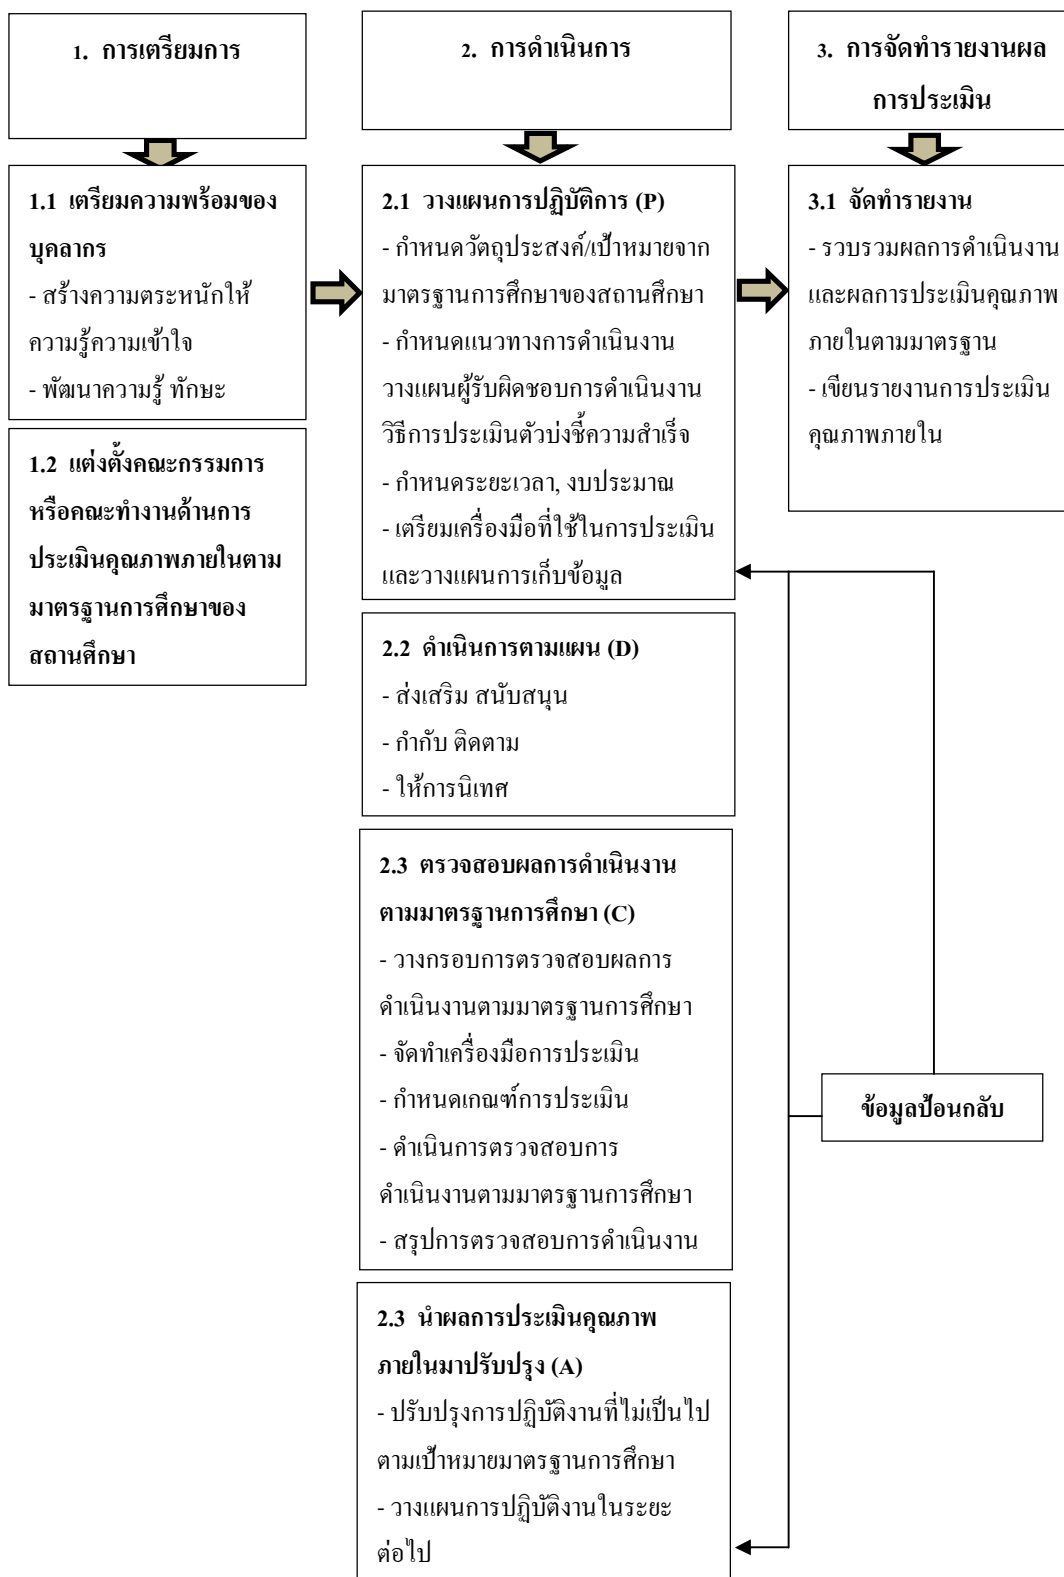 1. การเตรียมการ
2. การดำเนินการ
3. การจัดทำรายงานผล
การประเมิน
1.1 เตรียมความพร้อมของ
บุคลากร
- สร้างความตระหนักให้
ความรู้ความเข้าใจ
- พัฒนาความรู้ ทักษะ
1.2 แต่งตั้งคณะกรรมการ
หรือคณะทำงานด้านการ
ประเมินคุณภาพภายในตาม
มาตรฐานการศึกษาของ
สถานศึกษา
2.1 วางแผนการปฏิบัติการ (P)
- กำหนดวัตถุประสงค์/เป้าหมายจาก
มาตรฐานการศึกษาของสถานศึกษา
- กำหนดแนวทางการดำเนินงาน
วางแผนผู้รับผิดชอบการดำเนินงาน
วิธีการประเมินตัวบ่งชี้ความสำเร็จ
- กำหนดระยะเวลา, งบประมาณ
- เตรียมเครื่องมือที่ใช้ในการประเมิน
และวางแผนการเก็บข้อมูล
2.2 ดำเนินการตามแผน (D)
- ส่งเสริม สนับสนุน
- กำกับ ติดตาม
- ให้การนิเทศ
2.3 ตรวจสอบผลการดำเนินงาน
ตามมาตรฐานการศึกษา (C)
- วางกรอบการตรวจสอบผลการ
ดำเนินงานตามมาตรฐานการศึกษา
- จัดทำเครื่องมือการประเมิน
- กำหนดเกณฑ์การประเมิน
- ดำเนินการตรวจสอบการ
ดำเนินงานตามมาตรฐานการศึกษา
- สรุปการตรวจสอบการดำเนินงาน
2.3 นำผลการประเมินคุณภาพ
ภายในมาปรับปรุง (A)
- ปรับปรุงการปฏิบัติงานที่ไม่เป็นไป
ตามเป้าหมายมาตรฐานการศึกษา
- วางแผนการปฏิบัติงานในระยะ
ต่อไป
3.1 จัดทำรายงาน
- รวบรวมผลการดำเนินงาน
และผลการประเมินคุณภาพ
ภายในตามมาตรฐาน
- เขียนรายงานการประเมิน
คุณภาพภายใน
ข้อมูลป้อนกลับ